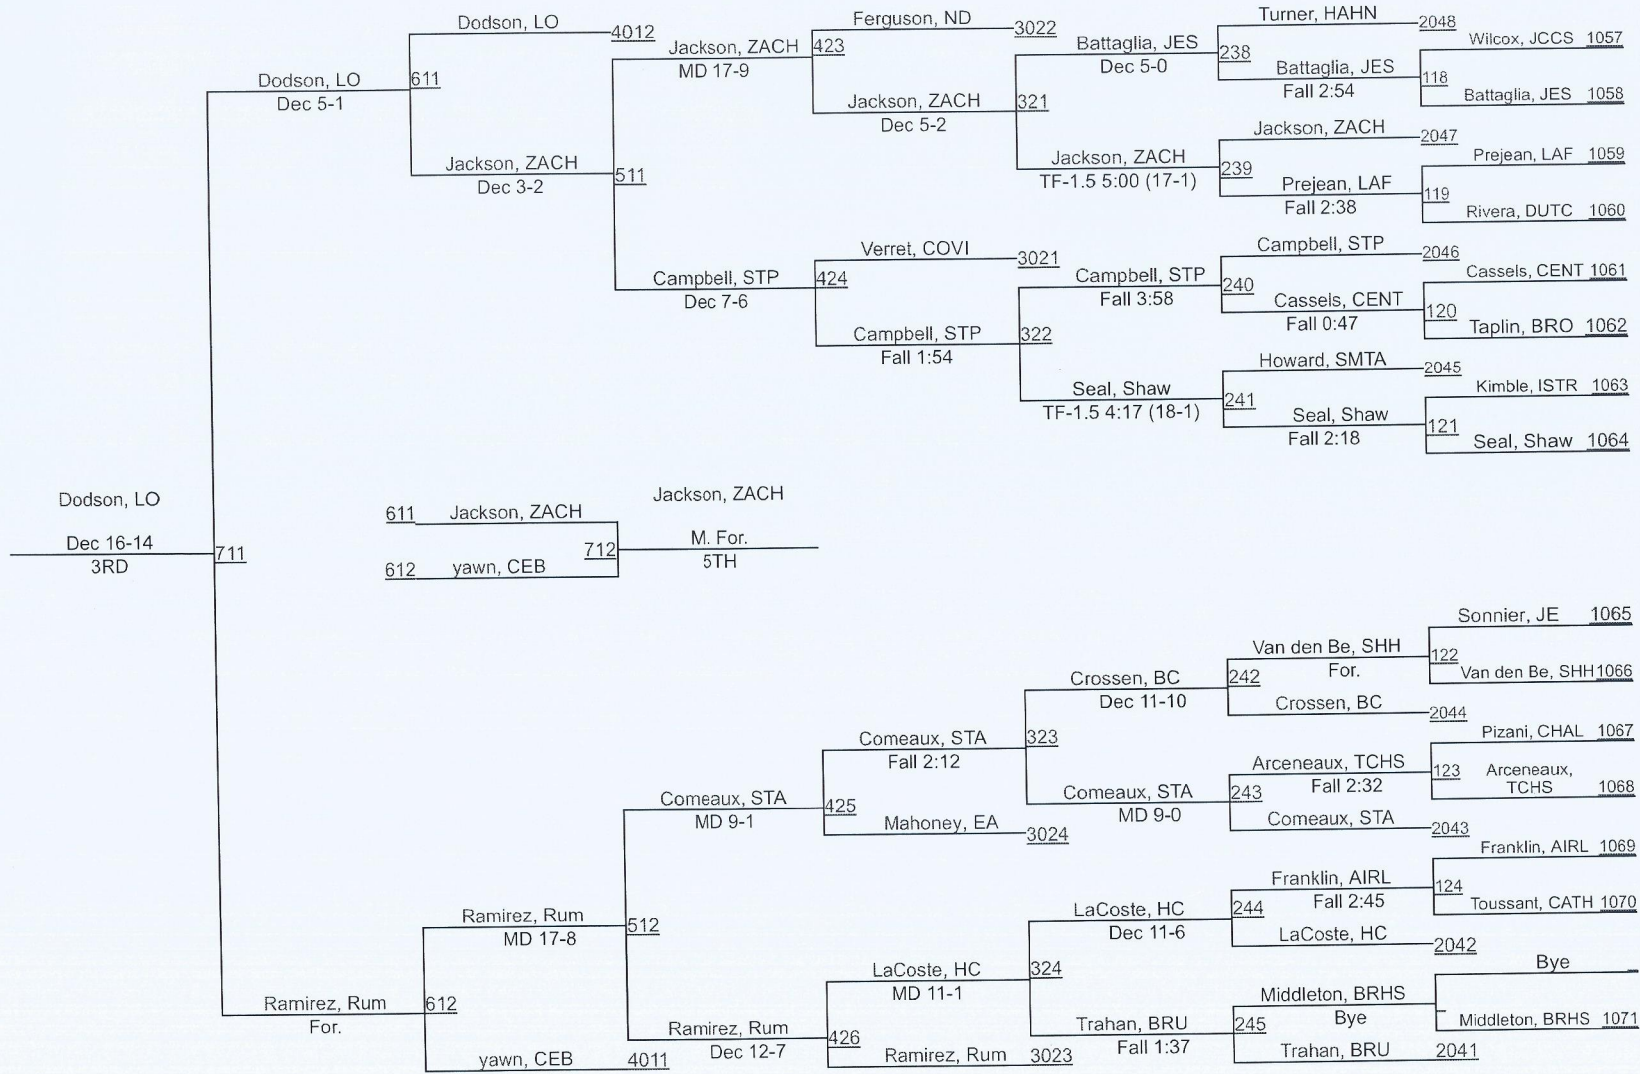 Dodson, LO
4012
Ferguson, ND
3022
Turner, HAHN
2048
Wilcox, JCCS 1057
Jackson, ZACH
423
MD 17-9
Battaglia, JES
238
Dec 5-0
Battaglia, JES
118
Fall 2:54
Battaglia, JES 1058
Dodson, LO
611
Dec 5-1
Jackson, ZACH
321
Dec 5-2
Jackson, ZACH
2047
Prejean, LAF 1059
Jackson, ZACH
511
Dec 3-2
Jackson, ZACH
239
TF-1.5 5:00 (17-1)
Prejean, LAF
119
Fall 2:38
Rivera, DUTC 1060
Verret, COVI
3021
Campbell, STP
2046
Cassels, CENT 1061
Campbell, STP
424
Dec 7-6
Campbell, STP
240
Fall 3:58
Cassels, CENT
120
Fall 0:47
Taplin, BRO 1062
Campbell, STP
322
Fall 1:54
Howard, SMTA
2045
Kimble, ISTR 1063
Seal, Shaw
241
TF-1.5 4:17 (18-1)
Seal, Shaw
121
Fall 2:18
Seal, Shaw 1064
Dodson, LO
Dec 16-14
711
3RD
611 Jackson, ZACH
Jackson, ZACH
712
M. For.
5TH
612 yawn, CEB
Sonnier, JE 1065
Van den Be, SHH
122
For.
Van den Be, SHH 1066
Crossen, BC
242
Dec 11-10
Crossen, BC
2044
Pizani, CHAL 1067
Comeaux, STA
323
Fall 2:12
Arceneaux, TCHS
123
Fall 2:32
Arceneaux,
TCHS 1068
Comeaux, STA
425
MD 9-1
Comeaux, STA
243
MD 9-0
Comeaux, STA
2043
Mahoney, EA
3024
Franklin, AIRL 1069
Franklin, AIRL
124
Fall 2:45
Toussant, CATH 1070
Ramirez, Rum
512
MD 17-8
LaCoste, HC
244
Dec 11-6
LaCoste, HC
2042
LaCoste, HC
324
MD 11-1
Bye
Middleton, BRHS
Bye
Middleton, BRHS 1071
Ramirez, Rum
612
For.
Ramirez, Rum
426
Dec 12-7
Trahan, BRU
245
Fall 1:37
Trahan, BRU 2041
yawn, CEB 4011
Ramirez, Rum 3023